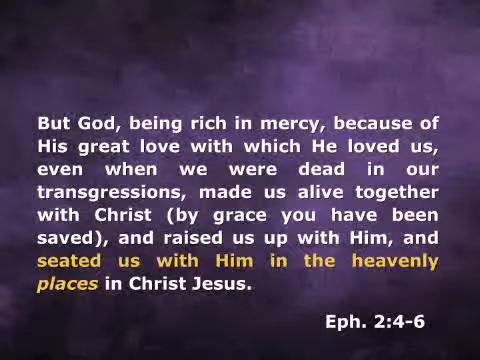 But God, being rich in mercy, because of
His great love with which He loved us,
even when we were dead in our
transgressions, made us alive together
with Christ (by grace you have been
saved), and raised us up with Him, and
seated us with Him in the heavenly
places in Christ Jesus.
Eph. 2:4-6